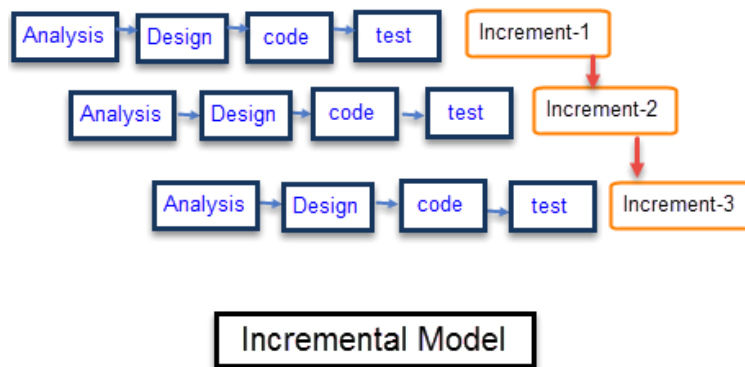 Analysis Design code test Increment-1
Analysis Design code test Increment-2
Analysis Design code test Increment-3
Incremental Model